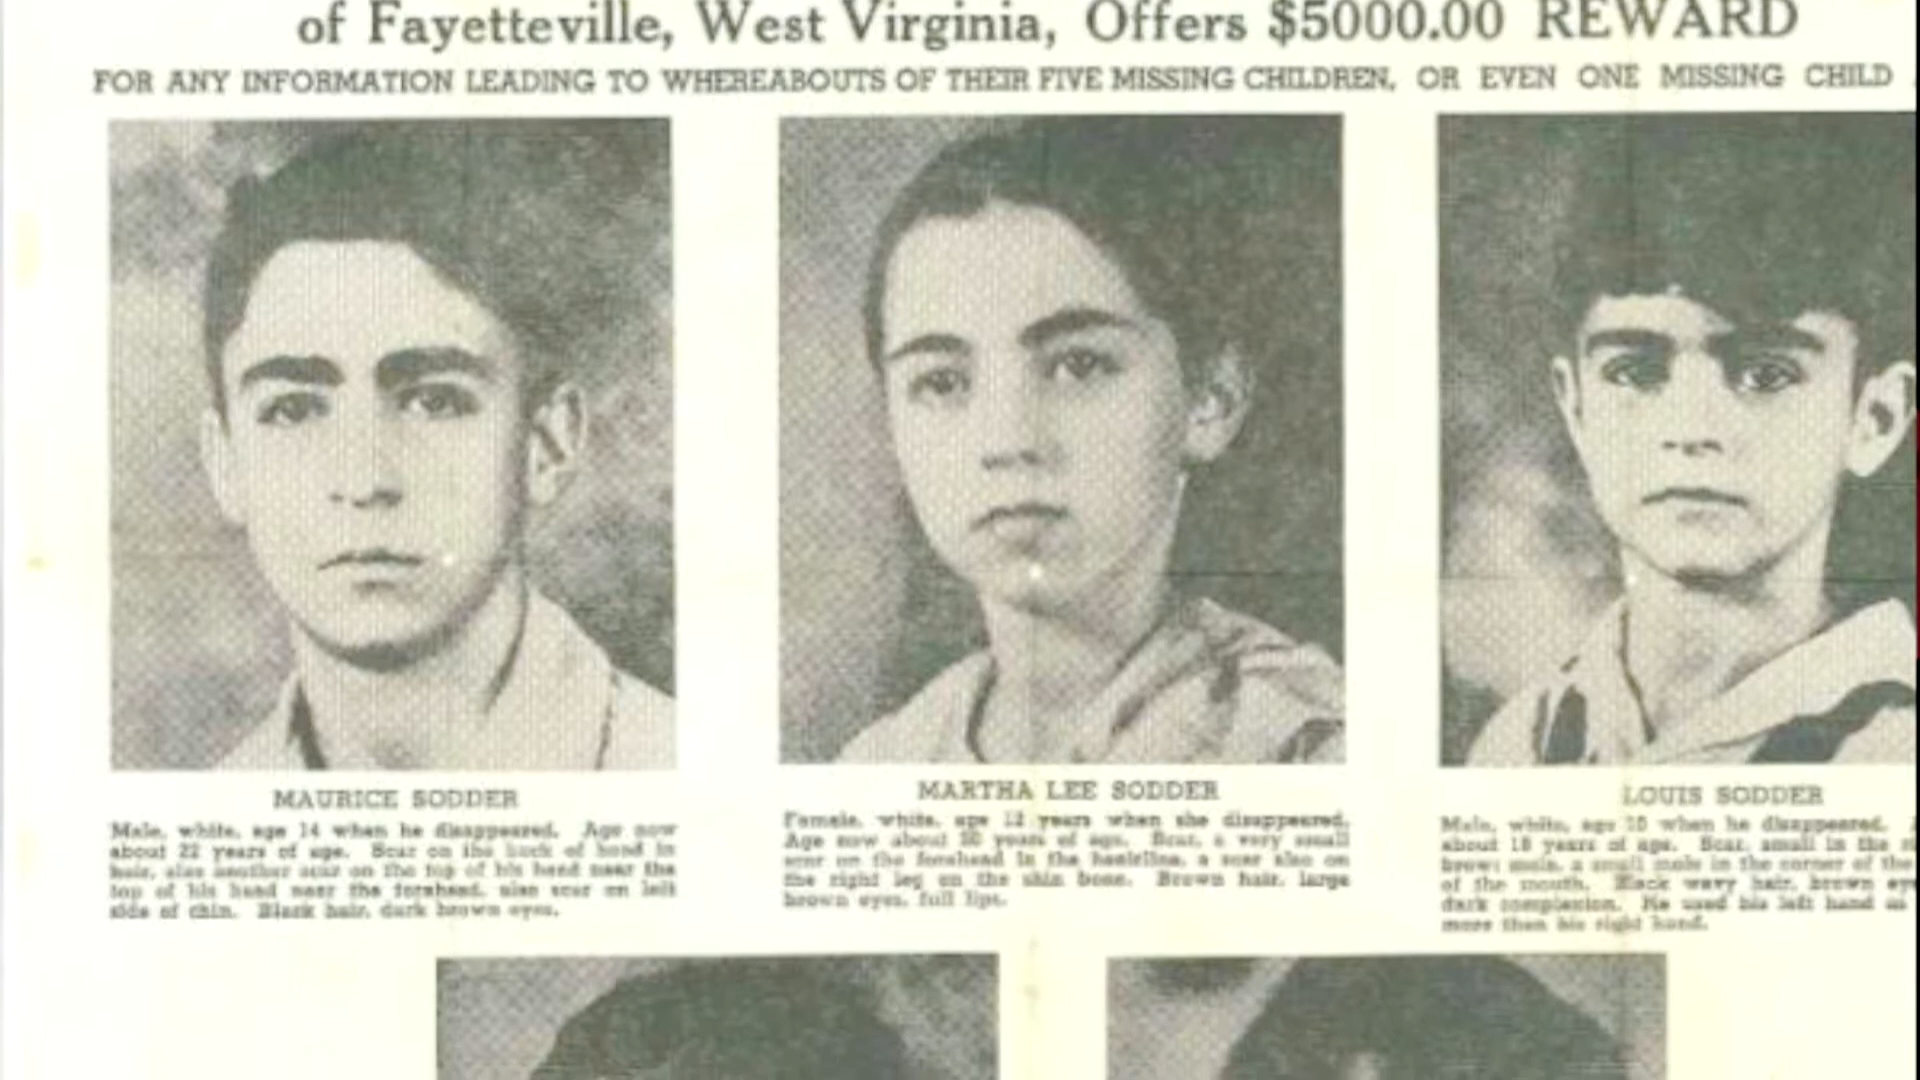 of Fayetteville, West Virginia, Offers $5000.00 REWARD
FOR ANY INFORMATION LEADING TO WHEREABOUTS OF THEIR FIVE MISSING CHILDREN, OR EVEN ONE MISSING CHILD
MAURICE SODDER
Male, white, age 14 when he disappeared. Age now
about 22 years of age. Scar on the back of head in
hair, also another scar on the top of his head near the
top of his head near the forehead, also scar on left
side of chin. Black hair, dark brown eyes.
MARTHA LEE SODDER
Female, white, age 12 years when she disappeared.
Age now about 20 years of age. Scar, a very small
scar on the forehead in the hairline, a scar also on
the right leg on the shin bone. Brown hair, large
brown eyes, full lips.
LOUIS SODDER
Male, white, age 10 when he disappeared.
about 18 years of age. Scar, small in the
brown mole, a small mole in the corner of the
of the mouth. Black wavy hair, brown
dark complexion. He used his left hand as
more than his right hand.